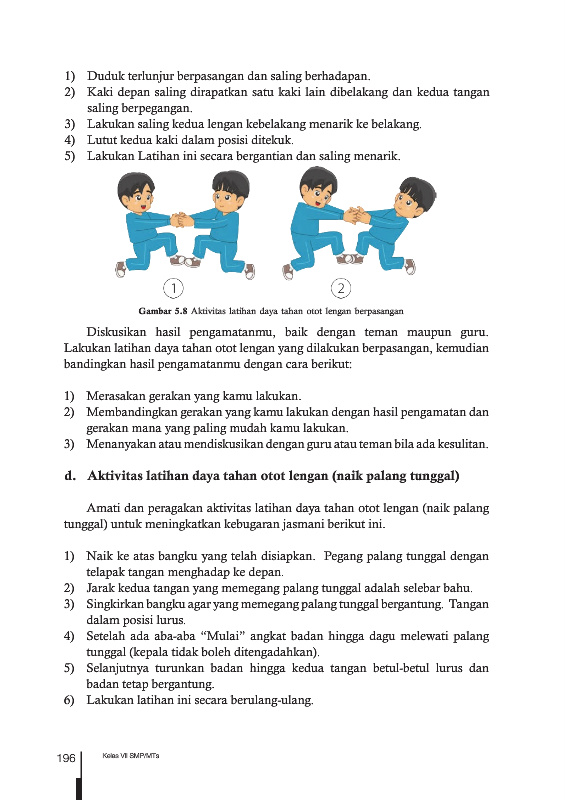 1) Duduk terlunjur berpasangan dan saling berhadapan.
2) Kaki depan saling dirapatkan satu kaki lain dibelakang dan kedua tangan
saling berpegangan.
3) Lakukan saling kedua lengan kebelakang menarik ke belakang.
4) Lutut kedua kaki dalam posisi ditekuk.
5) Lakukan Latihan ini secara bergantian dan saling menarik.
1 2
Gambar 5.8 Aktivitas latihan daya tahan otot lengan berpasangan
Diskusikan hasil pengamatanmu, baik dengan teman maupun guru.
Lakukan latihan daya tahan otot lengan yang dilakukan berpasangan, kemudian
bandingkan hasil pengamatanmu dengan cara berikut:
1) Merasakan gerakan yang kamu lakukan.
2) Membandingkan gerakan yang kamu lakukan dengan hasil pengamatan dan
gerakan mana yang paling mudah kamu lakukan.
3) Menanyakan atau mendiskusikan dengan guru atau teman bila ada kesulitan.
d. Aktivitas latihan daya tahan otot lengan (naik palang tunggal)
Amati dan peragakan aktivitas latihan daya tahan otot lengan (naik palang
tunggal) untuk meningkatkan kebugaran jasmani berikut ini.
1) Naik ke atas bangku yang telah disiapkan. Pegang palang tunggal dengan
telapak tangan menghadap ke depan.
2) Jarak kedua tangan yang memegang palang tunggal adalah selebar bahu.
3) Singkirkan bangku agar yang memegang palang tunggal bergantung. Tangan
dalam posisi lurus.
4) Setelah ada aba-aba “Mulai” angkat badan hingga dagu melewati palang
tunggal (kepala tidak boleh ditengadahkan).
5) Selanjutnya turunkan badan hingga kedua tangan betul-betul lurus dan
badan tetap bergantung.
6) Lakukan latihan ini secara berulang-ulang.
196 Kelas VII SMP/MTs